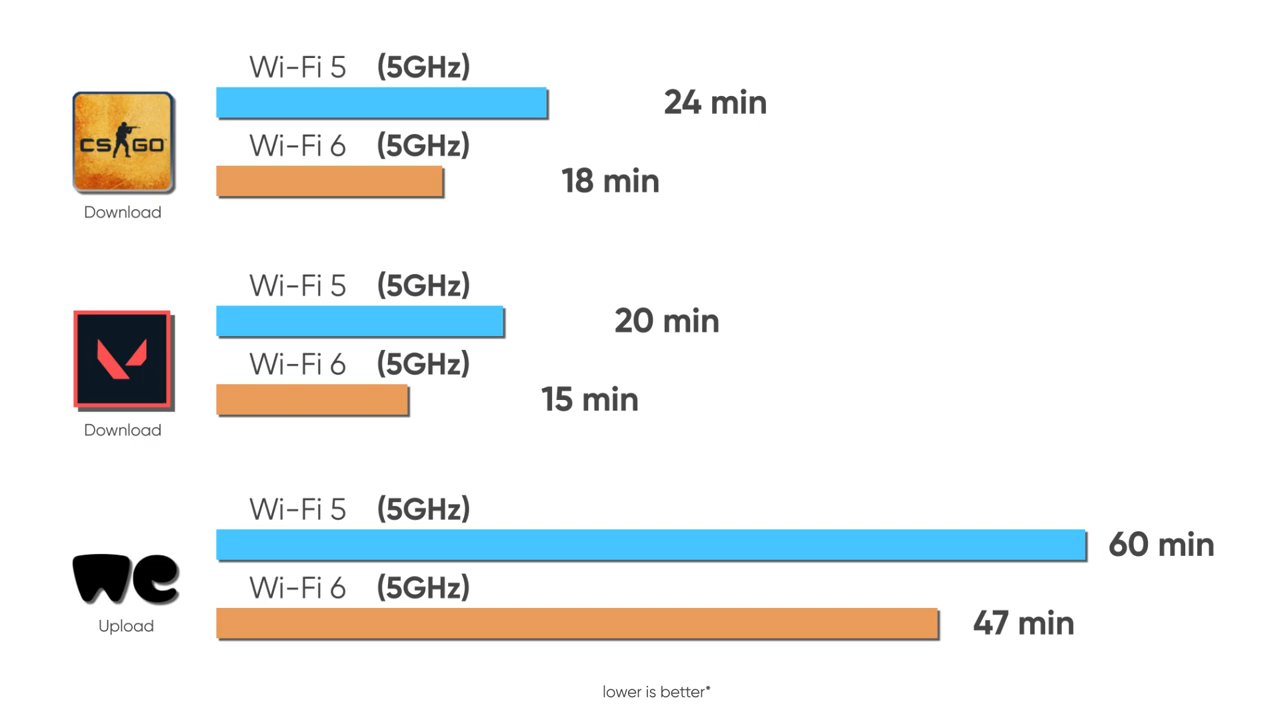 Wi-Fi 5 (5GHz)
24 min
CS GO
Wi-Fi 6 (5GHz)
18 min
Download
Wi-Fi 5 (5GHz)
20 min
Wi-Fi 6 (5GHz)
15 min
Download
Wi-Fi 5 (5GHz)
60 min
we
Wi-Fi 6 (5GHz)
47 min
Upload
lower is better*